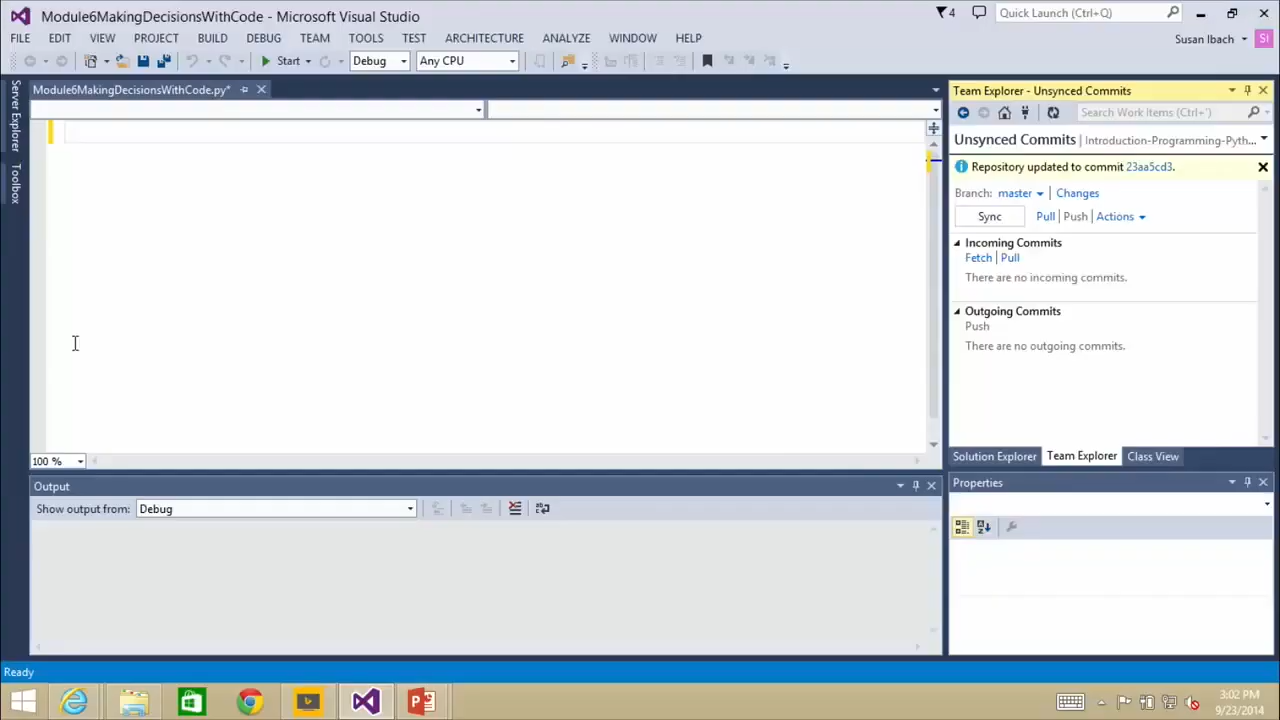 Module6MakingDecisionsWithCode - Microsoft Visual Studio
4
Quick Launch (Ctrl+Q)
FILE EDIT VIEW PROJECT BUILD DEBUG TEAM TOOLS TEST ARCHITECTURE ANALYZE WINDOW HELP
Susan Ibach
SI
Start
Debug
Any CPU
Server Explorer
Toolbox
Module6MakingDecisionsWithCode.py*
100 %
Output
Show output from: Debug
Team Explorer - Unsynced Commits
Search Work Items (Ctrl+')
Unsynced Commits | Introduction-Programming-Pyth...
Repository updated to commit 23aa5cd3.
Branch: master | Changes
Sync Pull | Push | Actions
Incoming Commits
Fetch | Pull
There are no incoming commits.
Outgoing Commits
Push
There are no outgoing commits.
Solution Explorer Team Explorer Class View
Properties
Ready
3:02 PM
9/23/2014